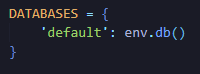 DATABASES = {
    'default': env.db()
}